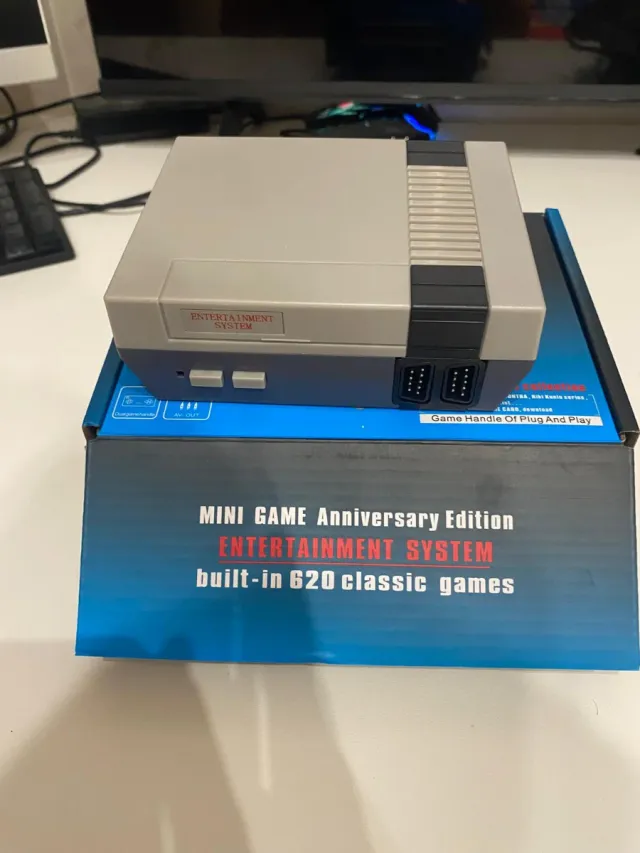 ENTERTAINMENT
SYSTEM
Dualgamehandle
AV- OUT
Game Handle Of Plug And Play
MINI GAME Anniversary Edition
ENTERTAINMENT SYSTEM
built-in 620 classic games